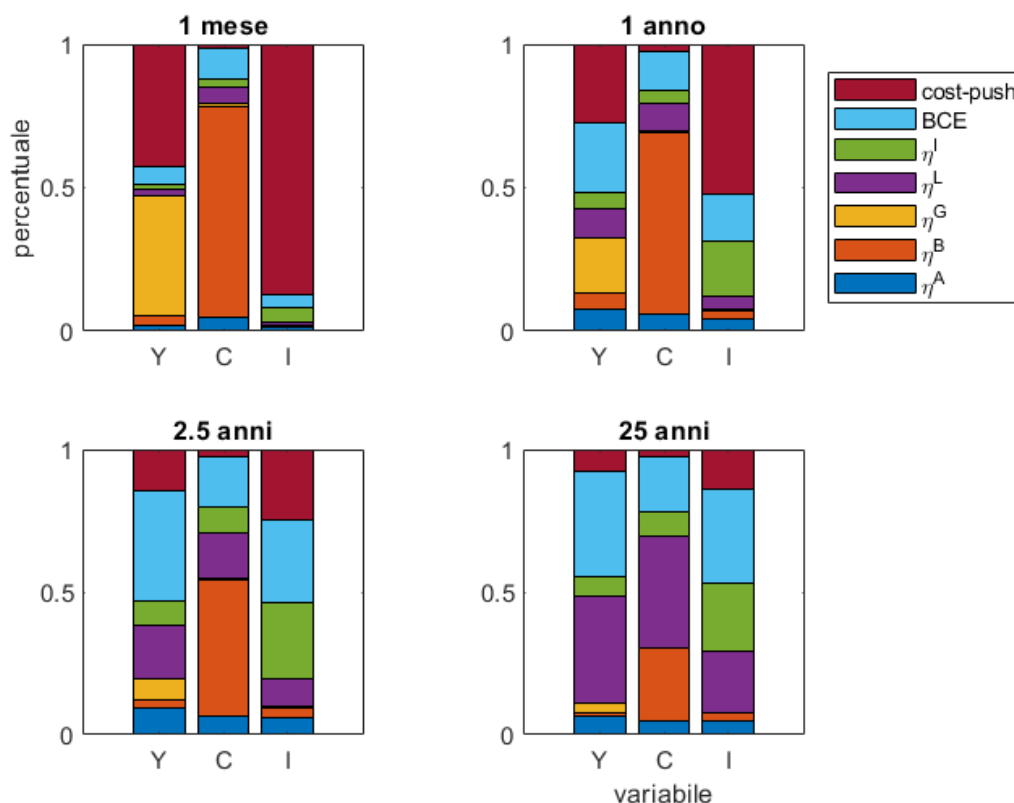 1 mese
1
0.5
0
percentuale
Y C I
1 anno
1
0.5
0
Y C I
cost-push
BCE
η^I
η^L
η^G
η^B
η^A
2.5 anni
1
0.5
0
Y C I
25 anni
1
0.5
0
Y C I
variabile